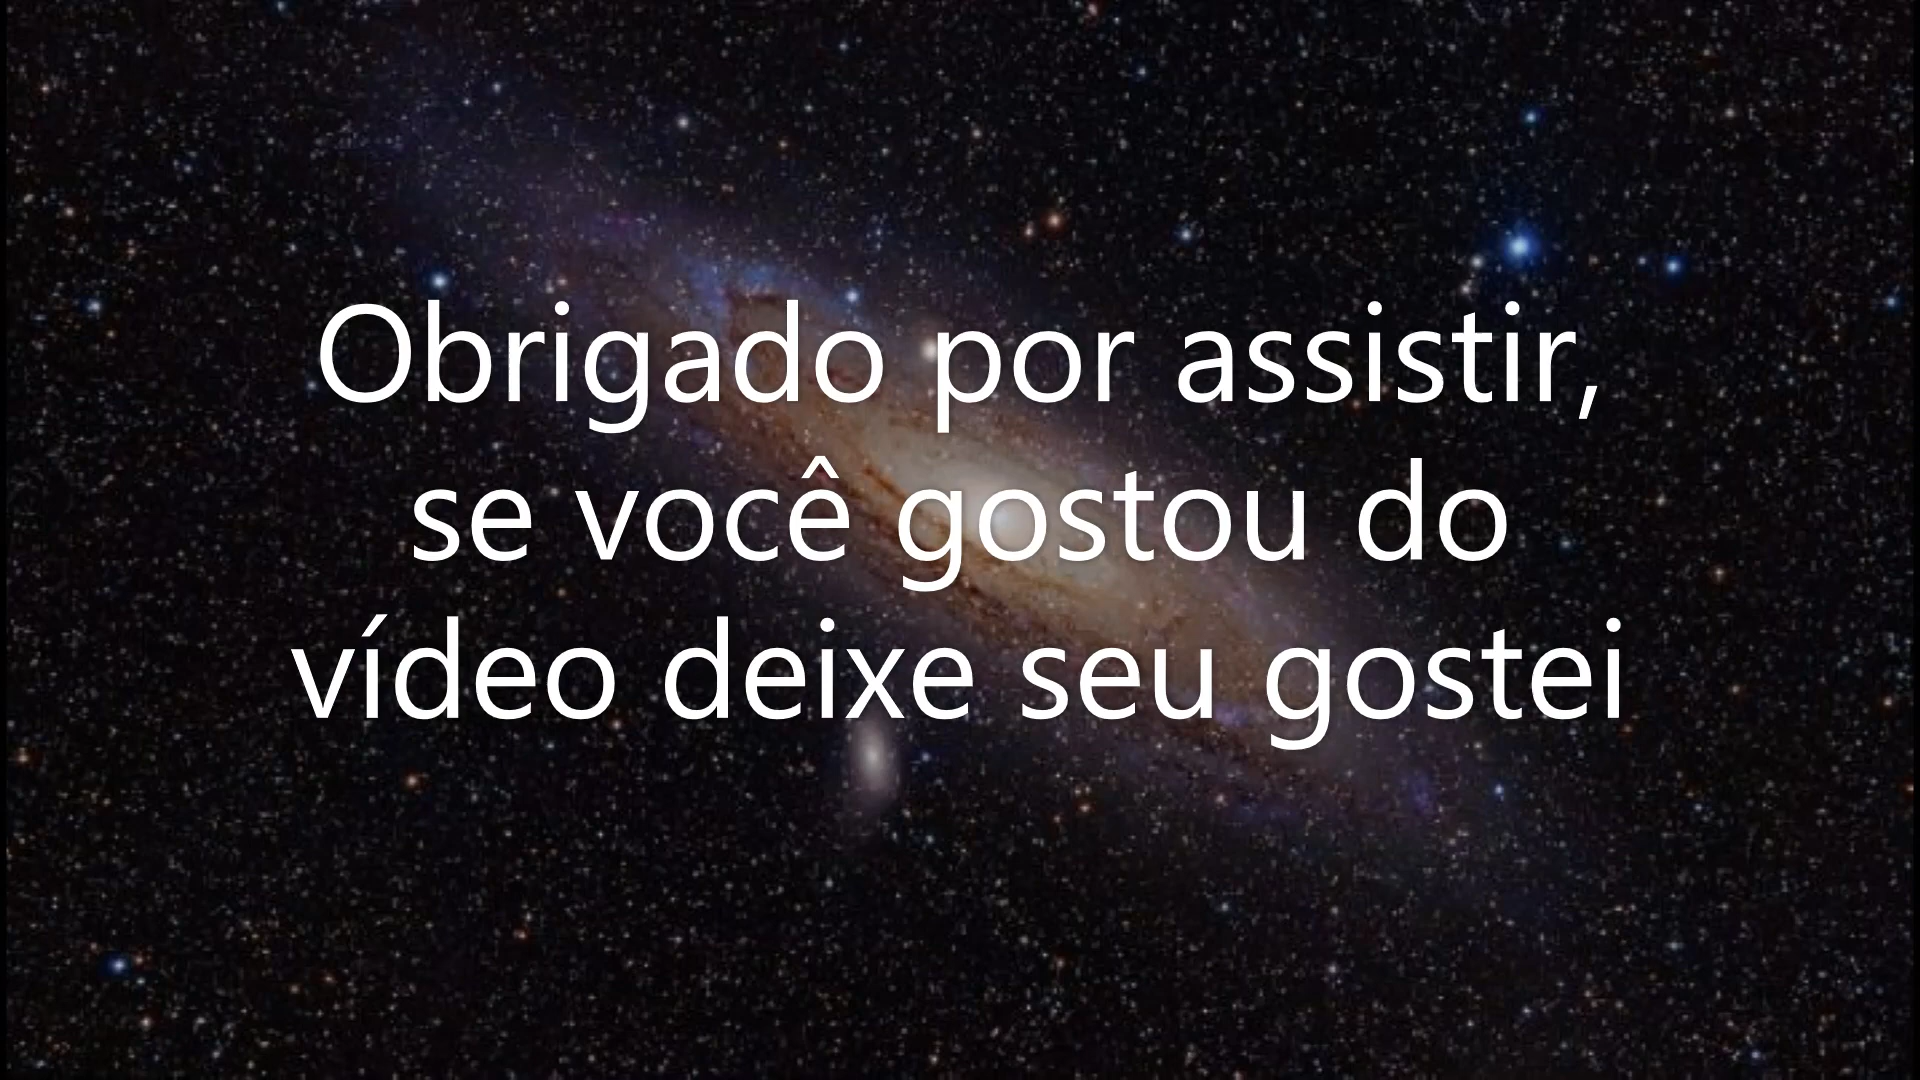 Obrigado por assistir,
se você gostou do
vídeo deixe seu gostei